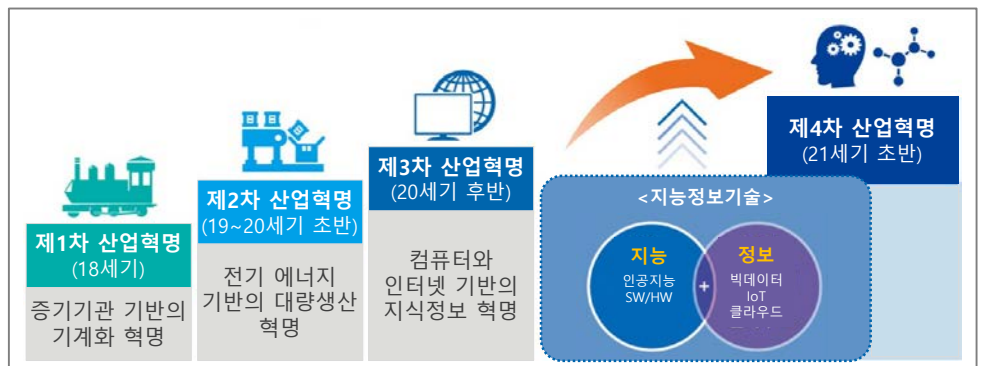 제1차 산업혁명
(18세기)
증기기관 기반의
기계화 혁명
제2차 산업혁명
(19~20세기 초반)
전기 에너지
기반의 대량생산
혁명
제3차 산업혁명
(20세기 후반)
컴퓨터와
인터넷 기반의
지식정보 혁명
<지능정보기술>
지능
인공지능
SW/HW
+
정보
빅데이터
IoT
클라우드
제4차 산업혁명
(21세기 초반)